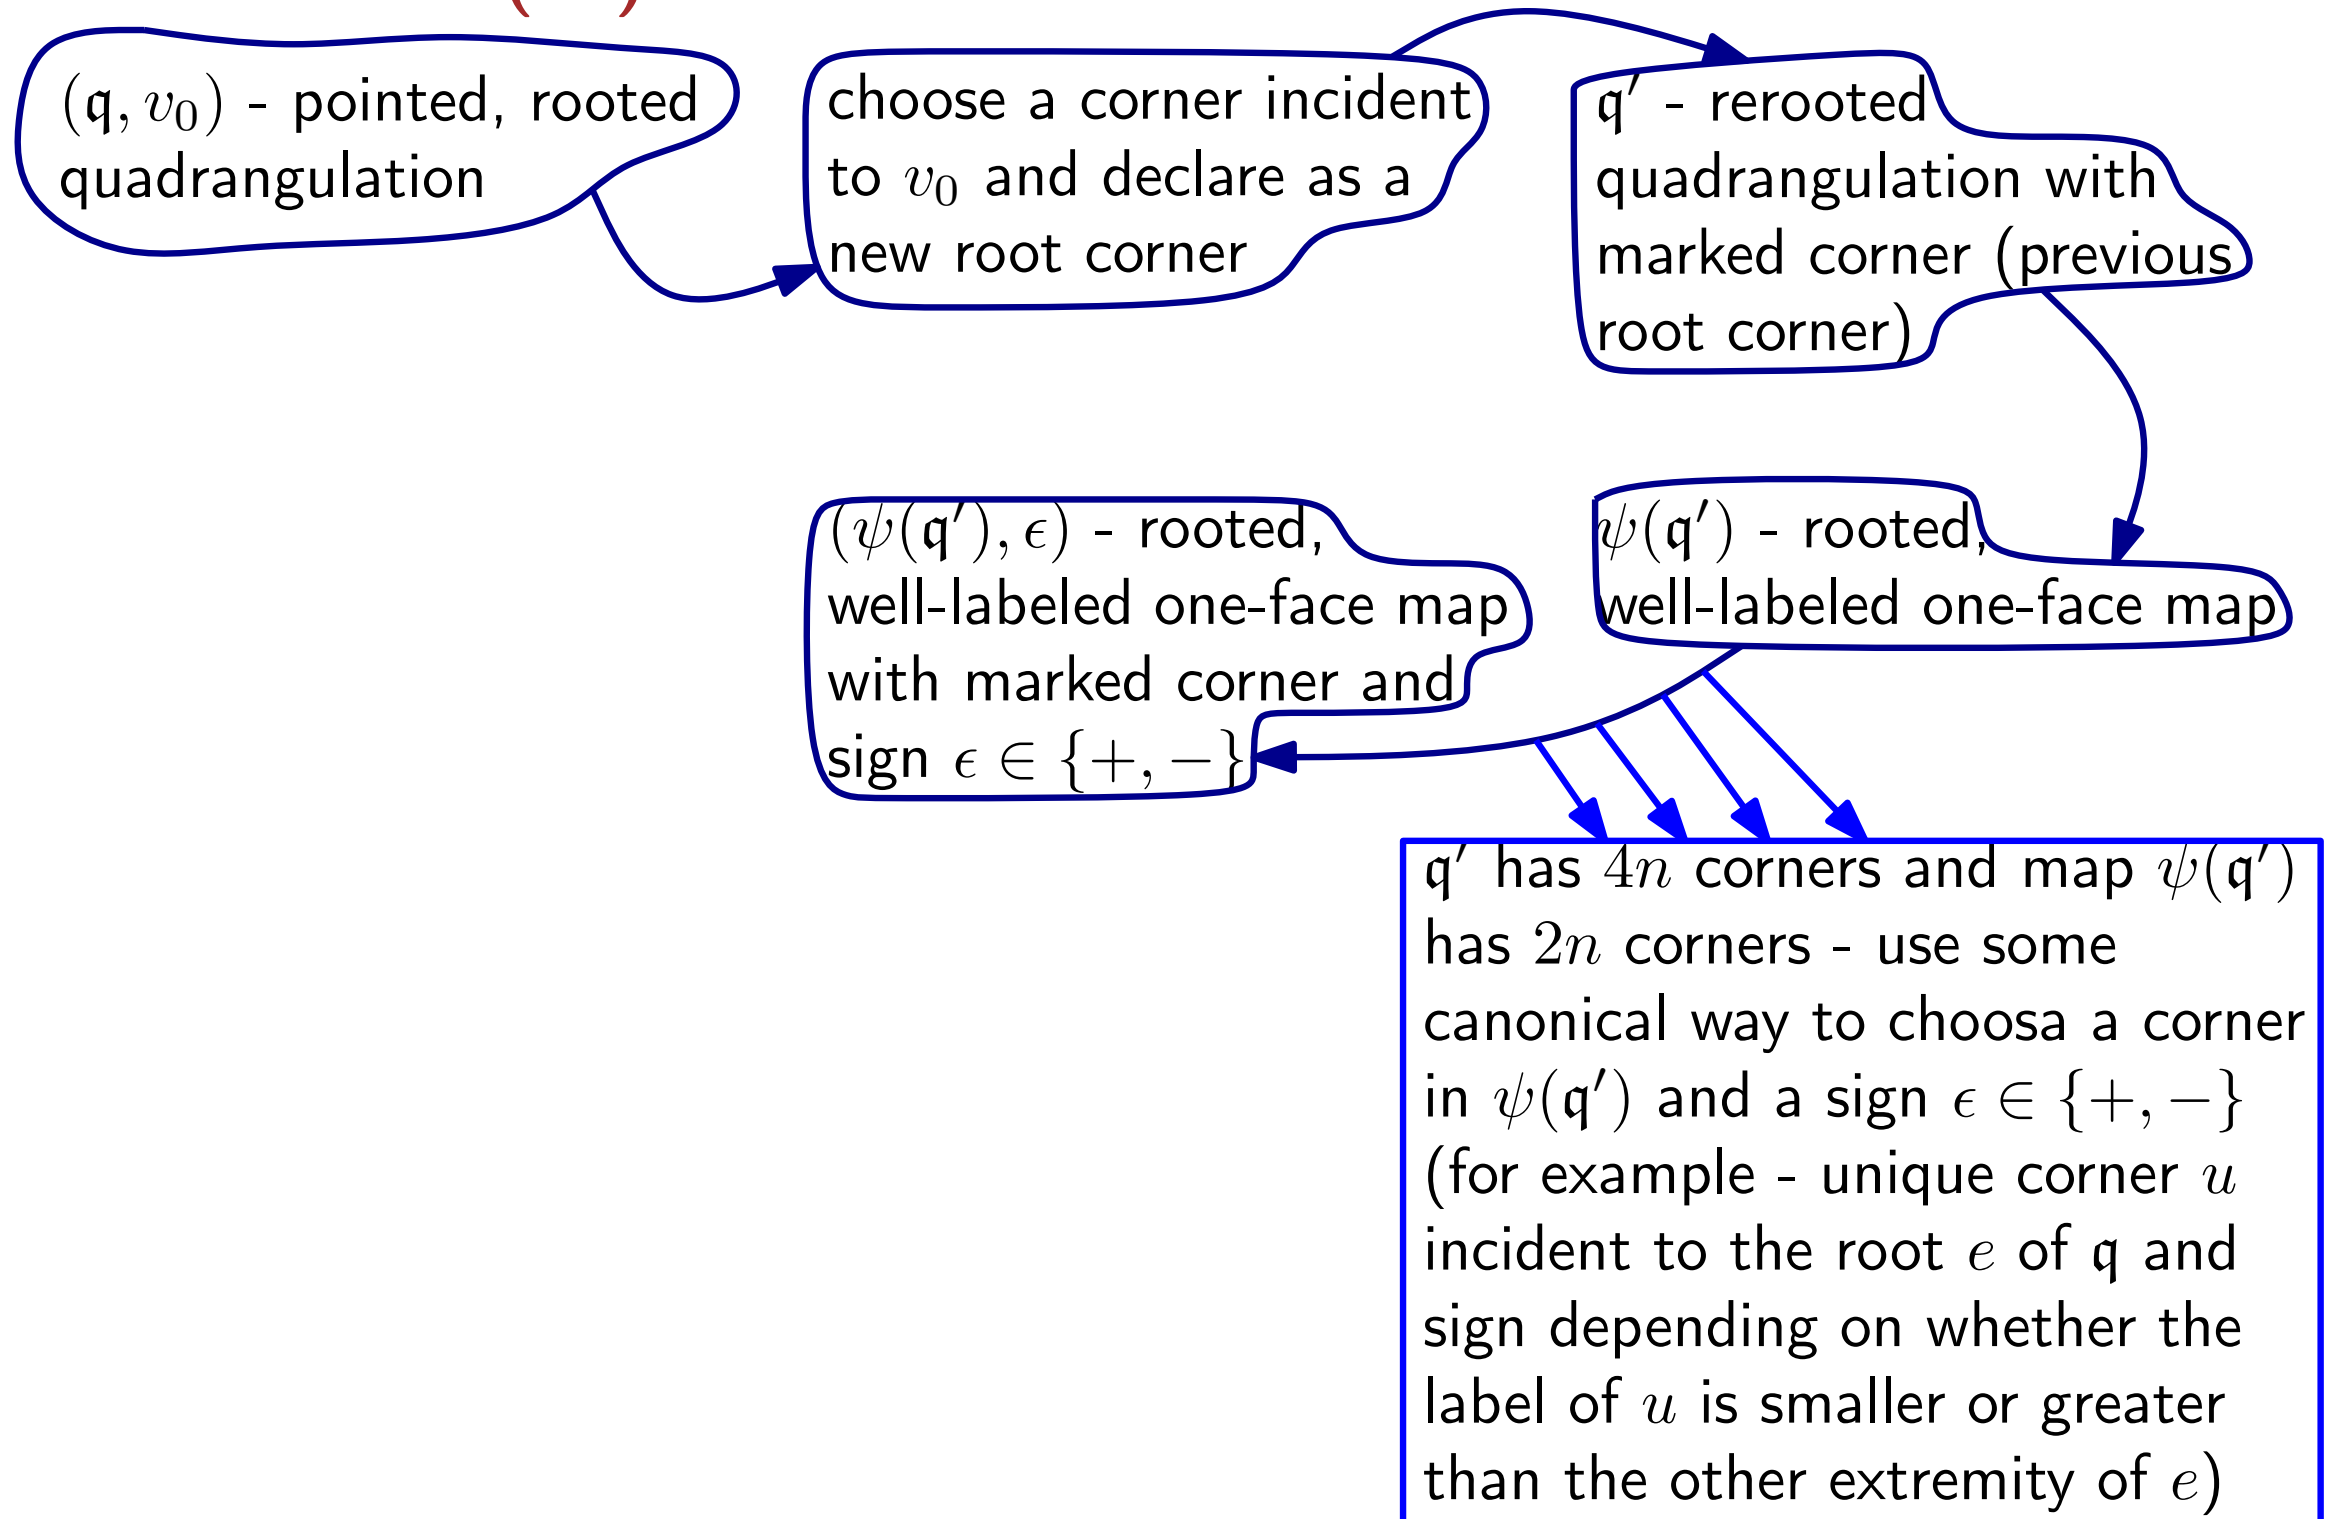 (𝔮, v₀) - pointed, rooted
quadrangulation
choose a corner incident
to v₀ and declare as a
new root corner
𝔮′ - rerooted
quadrangulation with
marked corner (previous
root corner)
(ψ(𝔮′), ϵ) - rooted,
well-labeled one-face map
with marked corner and
sign ϵ ∈ {+, −}
ψ(𝔮′) - rooted,
well-labeled one-face map
𝔮′ has 4n corners and map ψ(𝔮′)
has 2n corners - use some
canonical way to choosa a corner
in ψ(𝔮′) and a sign ϵ ∈ {+, −}
(for example - unique corner u
incident to the root e of 𝔮 and
sign depending on whether the
label of u is smaller or greater
than the other extremity of e)